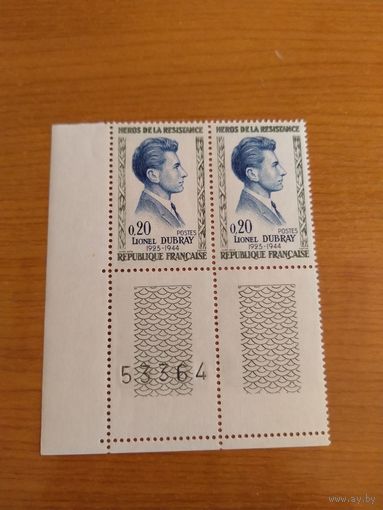 HEROS DE LA RESISTANCE
0.20
POSTES
LIONEL DUBRAY
1923-1944
REPUBLIQUE FRANÇAISE
HEROS DE LA RESISTANCE
0.20
POSTES
LIONEL DUBRAY
1923-1944
REPUBLIQUE FRANÇAISE
53364
www.ay.by